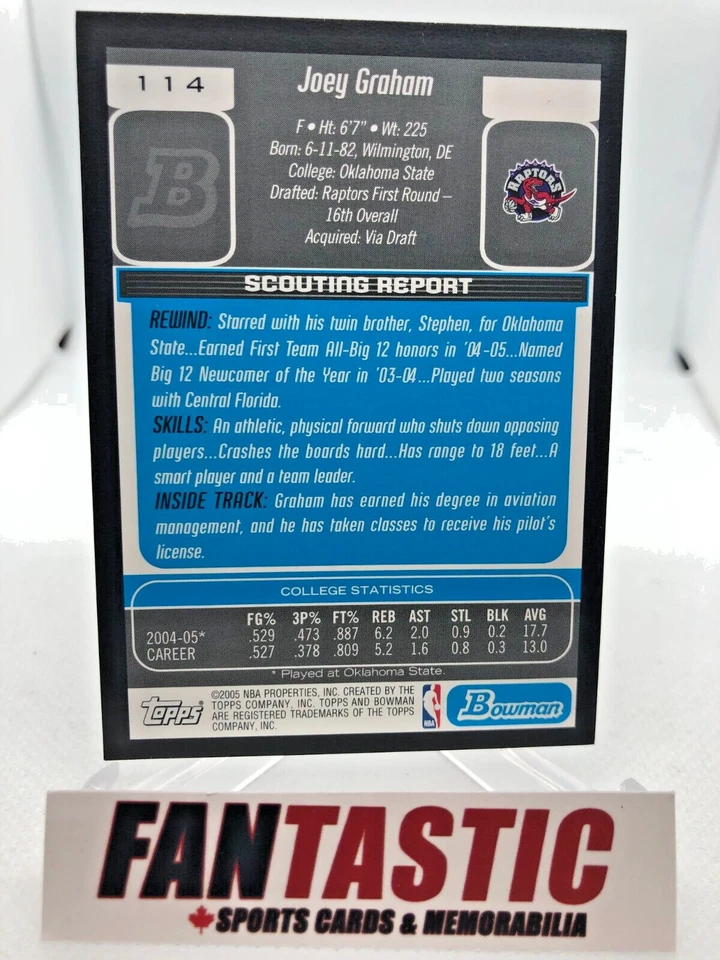 114
Joey Graham
F • Ht: 6'7" • Wt: 225
Born: 6-11-82, Wilmington, DE
College: Oklahoma State
Drafted: Raptors First Round –
16th Overall
Acquired: Via Draft
B
RAPTORS
SCOUTING REPORT
REWIND: Starred with his twin brother, Stephen, for Oklahoma
State...Earned First Team All-Big 12 honors in '04-05...Named
Big 12 Newcomer of the Year in '03-04...Played two seasons
with Central Florida.
SKILLS: An athletic, physical forward who shuts down opposing
players...Crashes the boards hard...Has range to 18 feet...A
smart player and a team leader.
INSIDE TRACK: Graham has earned his degree in aviation
management, and he has taken classes to receive his pilot's
license.
COLLEGE STATISTICS
FG% 3P% FT% REB AST STL BLK AVG
2004-05* .529 .473 .887 6.2 2.0 0.9 0.2 17.7
CAREER .527 .378 .809 5.2 1.6 0.8 0.3 13.0
* Played at Oklahoma State.
Topps
©2005 NBA PROPERTIES, INC. CREATED BY THE
TOPPS COMPANY, INC. TOPPS AND BOWMAN
ARE REGISTERED TRADEMARKS OF THE TOPPS
COMPANY, INC.
NBA
Bowman
FANTASTIC
SPORTS CARDS & MEMORABILIA